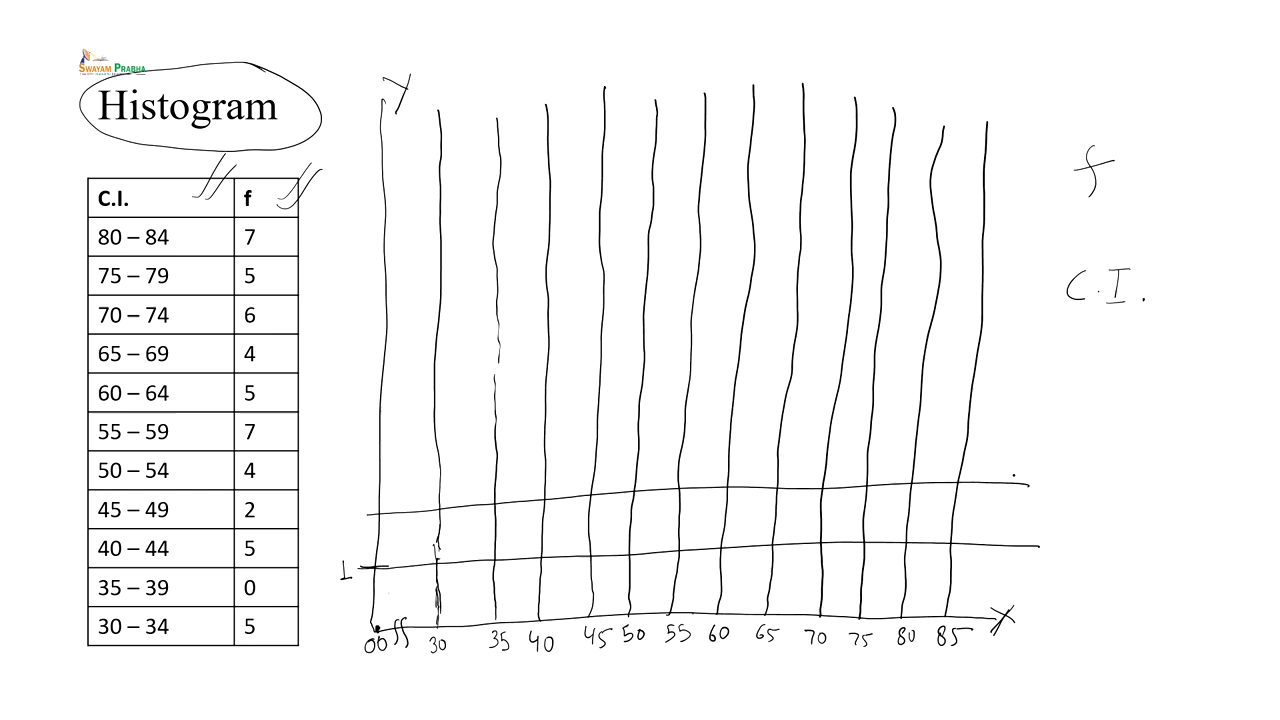 SWAYAM PRABHA
Histogram
C.I. f
80 – 84 7
75 – 79 5
70 – 74 6
65 – 69 4
60 – 64 5
55 – 59 7
50 – 54 4
45 – 49 2
40 – 44 5
35 – 39 0
30 – 34 5
Y
f
C.I.
1
X
00 30 35 40 45 50 55 60 65 70 75 80 85